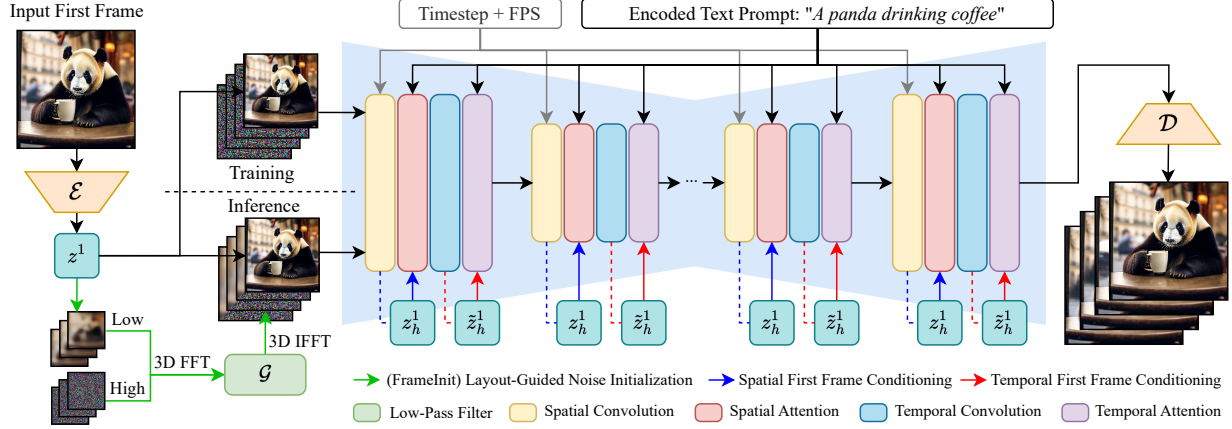 Input First Frame
Timestep + FPS
Encoded Text Prompt: "A panda drinking coffee"
Training
Inference
ℰ
𝒟
z¹
Low
High
3D FFT
3D IFFT
𝒢
...
z¹ₕ
z̃¹ₕ
z¹ₕ
z̃¹ₕ
z¹ₕ
z̃¹ₕ
z¹ₕ
z̃¹ₕ
(FrameInit) Layout-Guided Noise Initialization
Spatial First Frame Conditioning
Temporal First Frame Conditioning
Low-Pass Filter
Spatial Convolution
Spatial Attention
Temporal Convolution
Temporal Attention